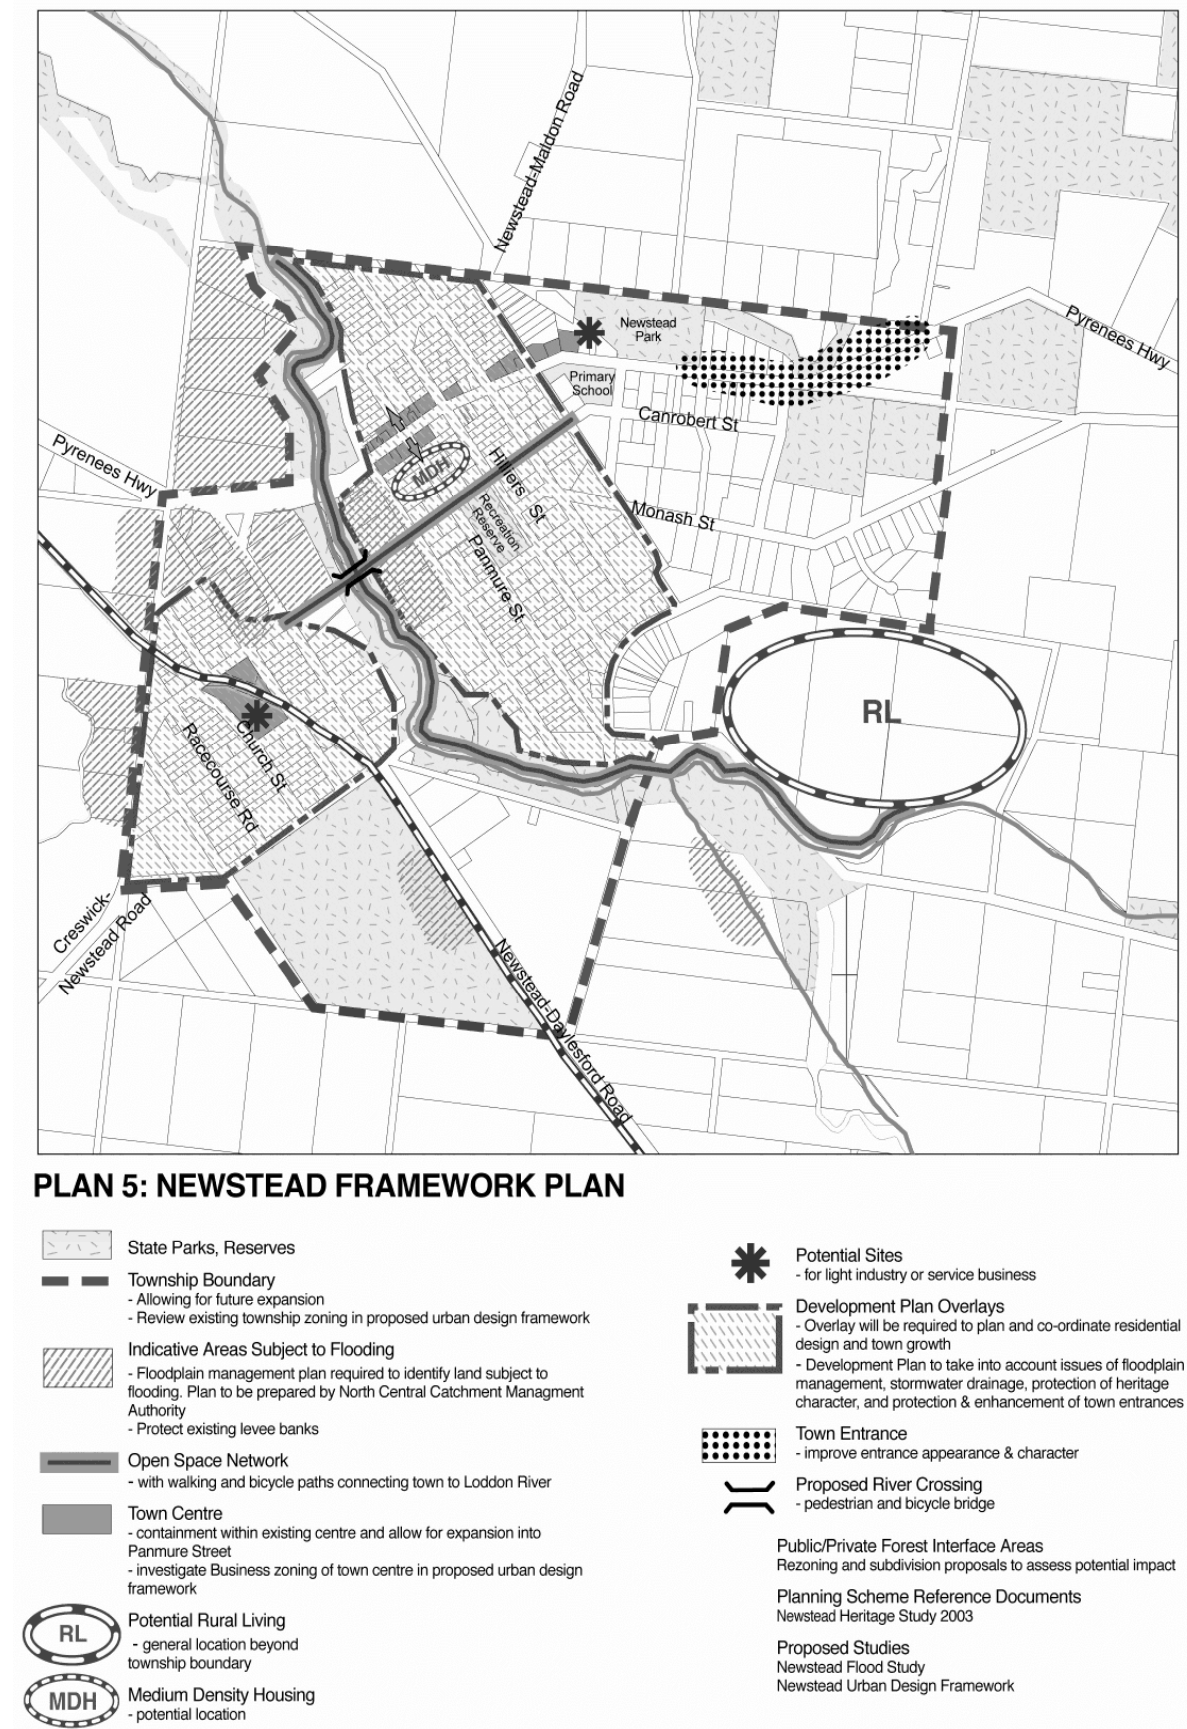 Newstead-Maldon Road
Pyrenees Hwy
Newstead
Park
Primary
School
Canrobert St
Pyrenees Hwy
MDH
Hilliers St
Recreation
Reserve
Monash St
Panmure St
RL
Church St
Racecourse Rd
Creswick-
Newstead Road
Newstead-Daylesford Road
PLAN 5: NEWSTEAD FRAMEWORK PLAN
State Parks, Reserves
Township Boundary
- Allowing for future expansion
- Review existing township zoning in proposed urban design framework
Indicative Areas Subject to Flooding
- Floodplain management plan required to identify land subject to
flooding. Plan to be prepared by North Central Catchment Managment
Authority
- Protect existing levee banks
Open Space Network
- with walking and bicycle paths connecting town to Loddon River
Town Centre
- containment within existing centre and allow for expansion into
Panmure Street
- investigate Business zoning of town centre in proposed urban design
framework
RL
Potential Rural Living
- general location beyond
township boundary
MDH
Medium Density Housing
- potential location
Potential Sites
- for light industry or service business
Development Plan Overlays
- Overlay will be required to plan and co-ordinate residential
design and town growth
- Development Plan to take into account issues of floodplain
management, stormwater drainage, protection of heritage
character, and protection & enhancement of town entrances
Town Entrance
- improve entrance appearance & character
Proposed River Crossing
- pedestrian and bicycle bridge
Public/Private Forest Interface Areas
Rezoning and subdivision proposals to assess potential impact
Planning Scheme Reference Documents
Newstead Heritage Study 2003
Proposed Studies
Newstead Flood Study
Newstead Urban Design Framework